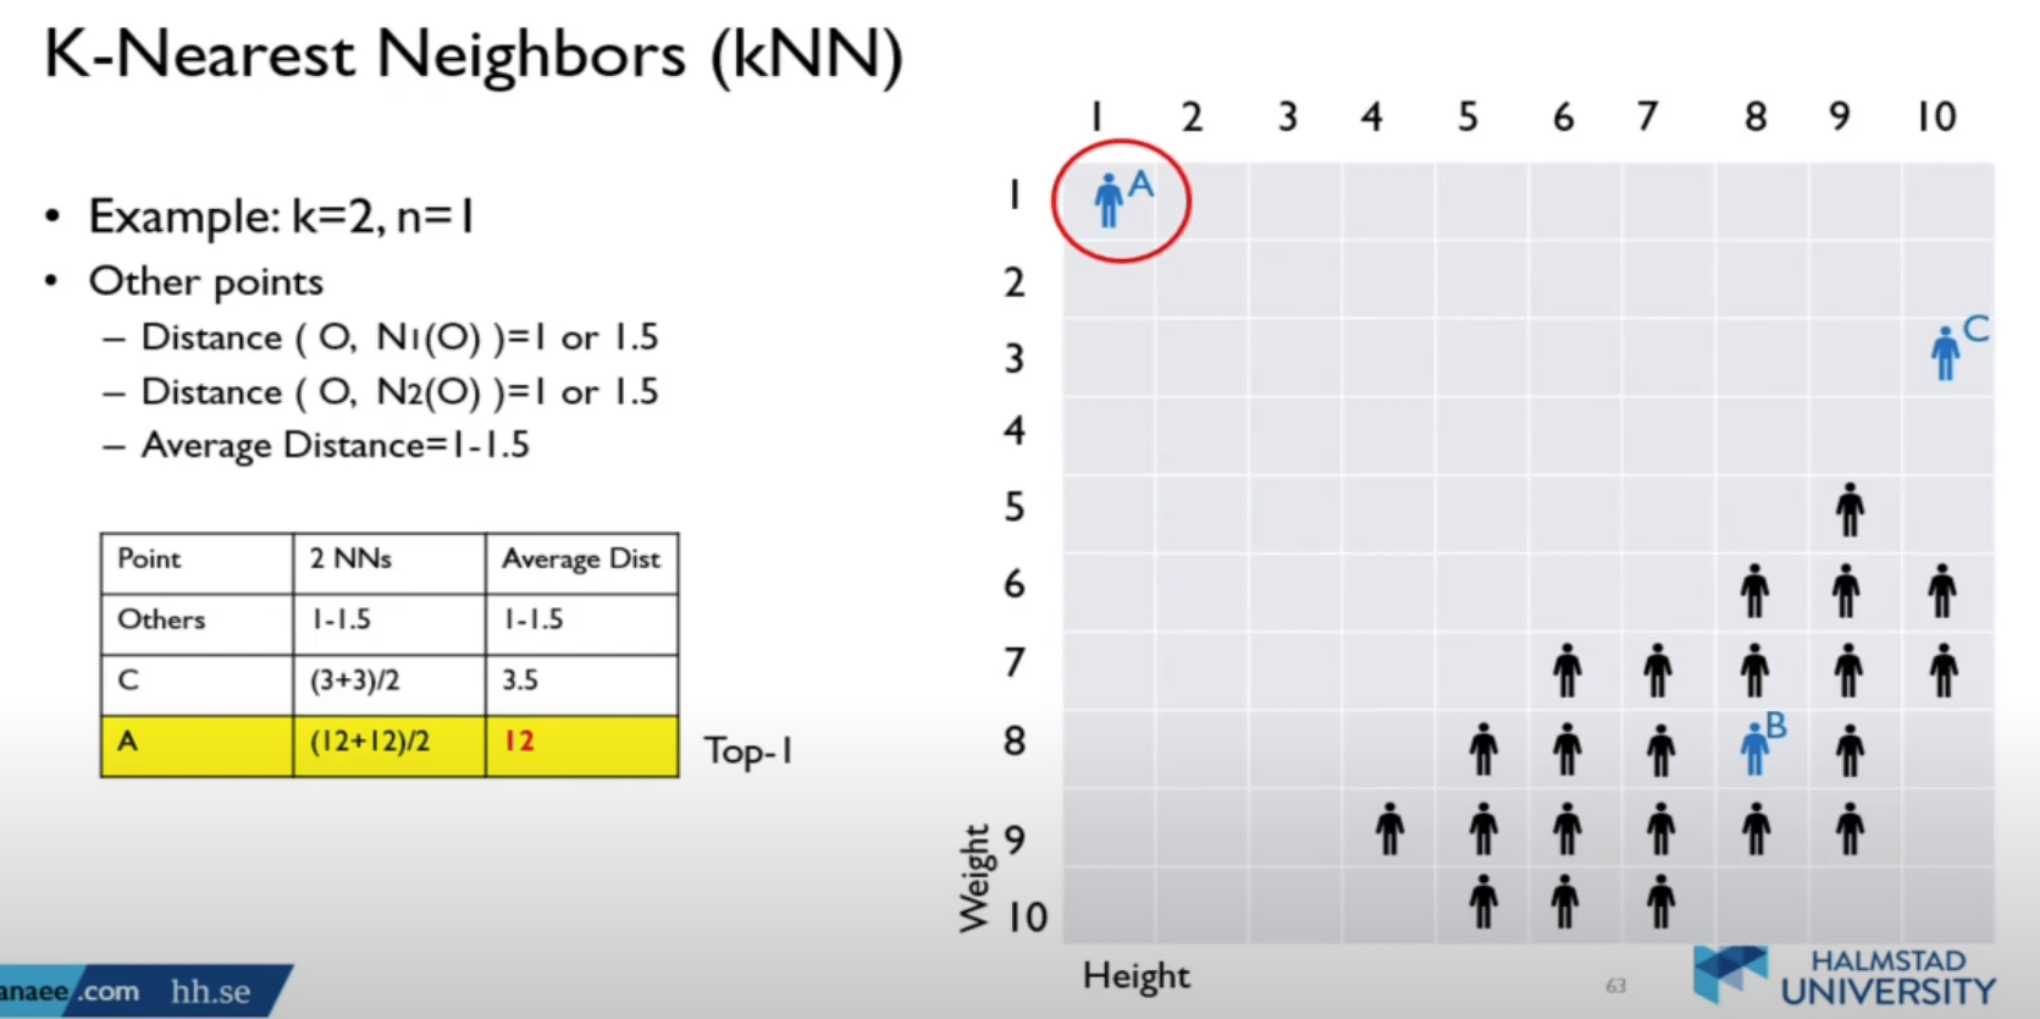 K-Nearest Neighbors (kNN)
• Example: k=2, n=1
• Other points
– Distance ( O, N1(O) )=1 or 1.5
– Distance ( O, N2(O) )=1 or 1.5
– Average Distance=1-1.5
Point 2 NNs Average Dist
Others 1-1.5 1-1.5
C (3+3)/2 3.5
A (12+12)/2 12
Top-1
1 2 3 4 5 6 7 8 9 10
1
A
2
3
C
4
5
6
7
8
B
9
10
Weight
Height
anaee.com hh.se
63
HALMSTAD
UNIVERSITY